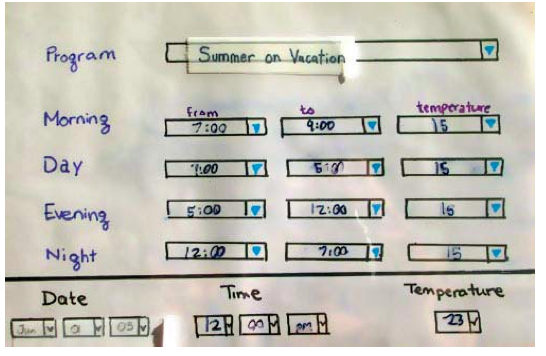 Program Summer on Vacation
from to temperature
Morning 7:00 9:00 15
Day 9:00 5:00 15
Evening 5:00 12:00 15
Night 12:00 7:00 15
Date Time Temperature
Jun 05 12 00 pm 23